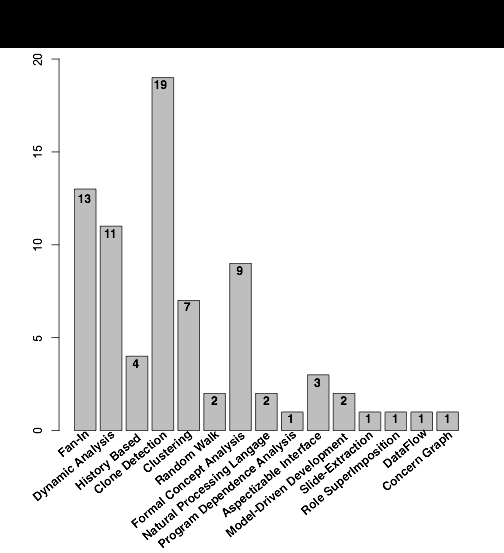 20
15
10
5
0
13
11
4
19
7
2
9
2
1
3
2
1
1
1
1
Fan-In
Dynamic Analysis
History Based
Clone Detection
Clustering
Random Walk
Formal Concept Analysis
Natural Processing Langage
Program Dependence Analysis
Aspectizable Interface
Model-Driven Development
Slide-Extraction
Role SuperImposition
DataFlow
Concern Graph